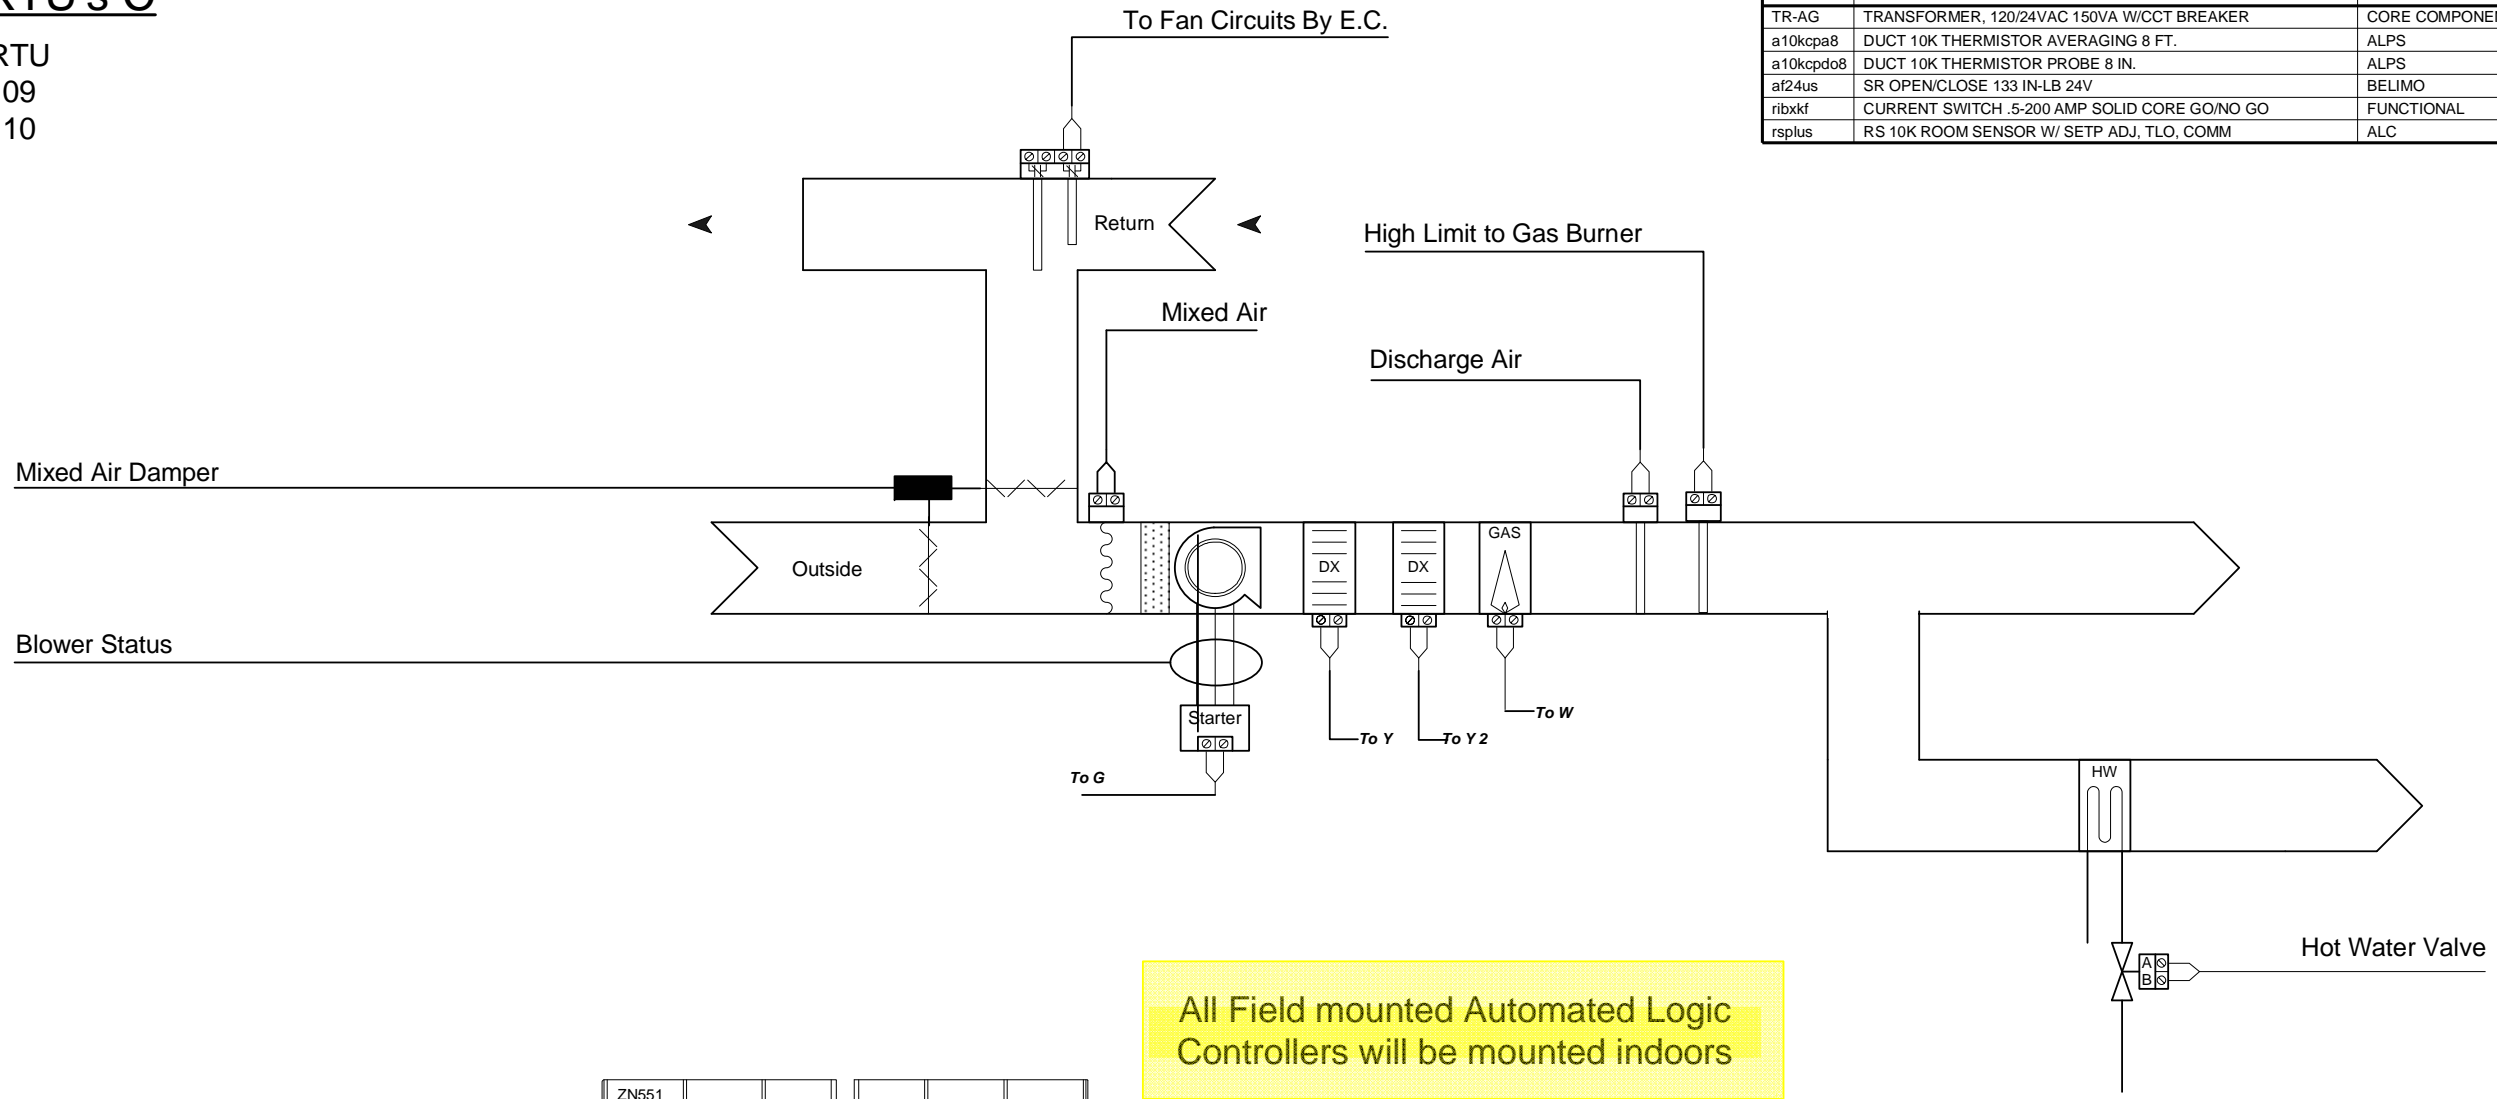 RTU
09
10
To Fan Circuits By E.C.
TR-AG TRANSFORMER, 120/24VAC 150VA W/CCT BREAKER CORE
a10kcpa8 DUCT 10K THERMISTOR AVERAGING 8 FT. ALPS
a10kcpdo8 DUCT 10K THERMISTOR PROBE 8 IN. ALPS
af24us SR OPEN/CLOSE 133 IN-LB 24V BELIMO
ribxkf CURRENT SWITCH .5-200 AMP SOLID CORE GO/NO GO FUNCTIONAL
rsplus RS 10K ROOM SENSOR W/ SETP ADJ, TLO, COMM ALC
Return
High Limit to Gas Burner
Mixed Air
Discharge Air
Mixed Air Damper
Outside
DX
DX
GAS
Blower Status
Starter
To G
To Y
To Y 2
To W
HW
Hot Water Valve
A
B
All Field mounted Automated Logic
Controllers will be mounted indoors
ZN551